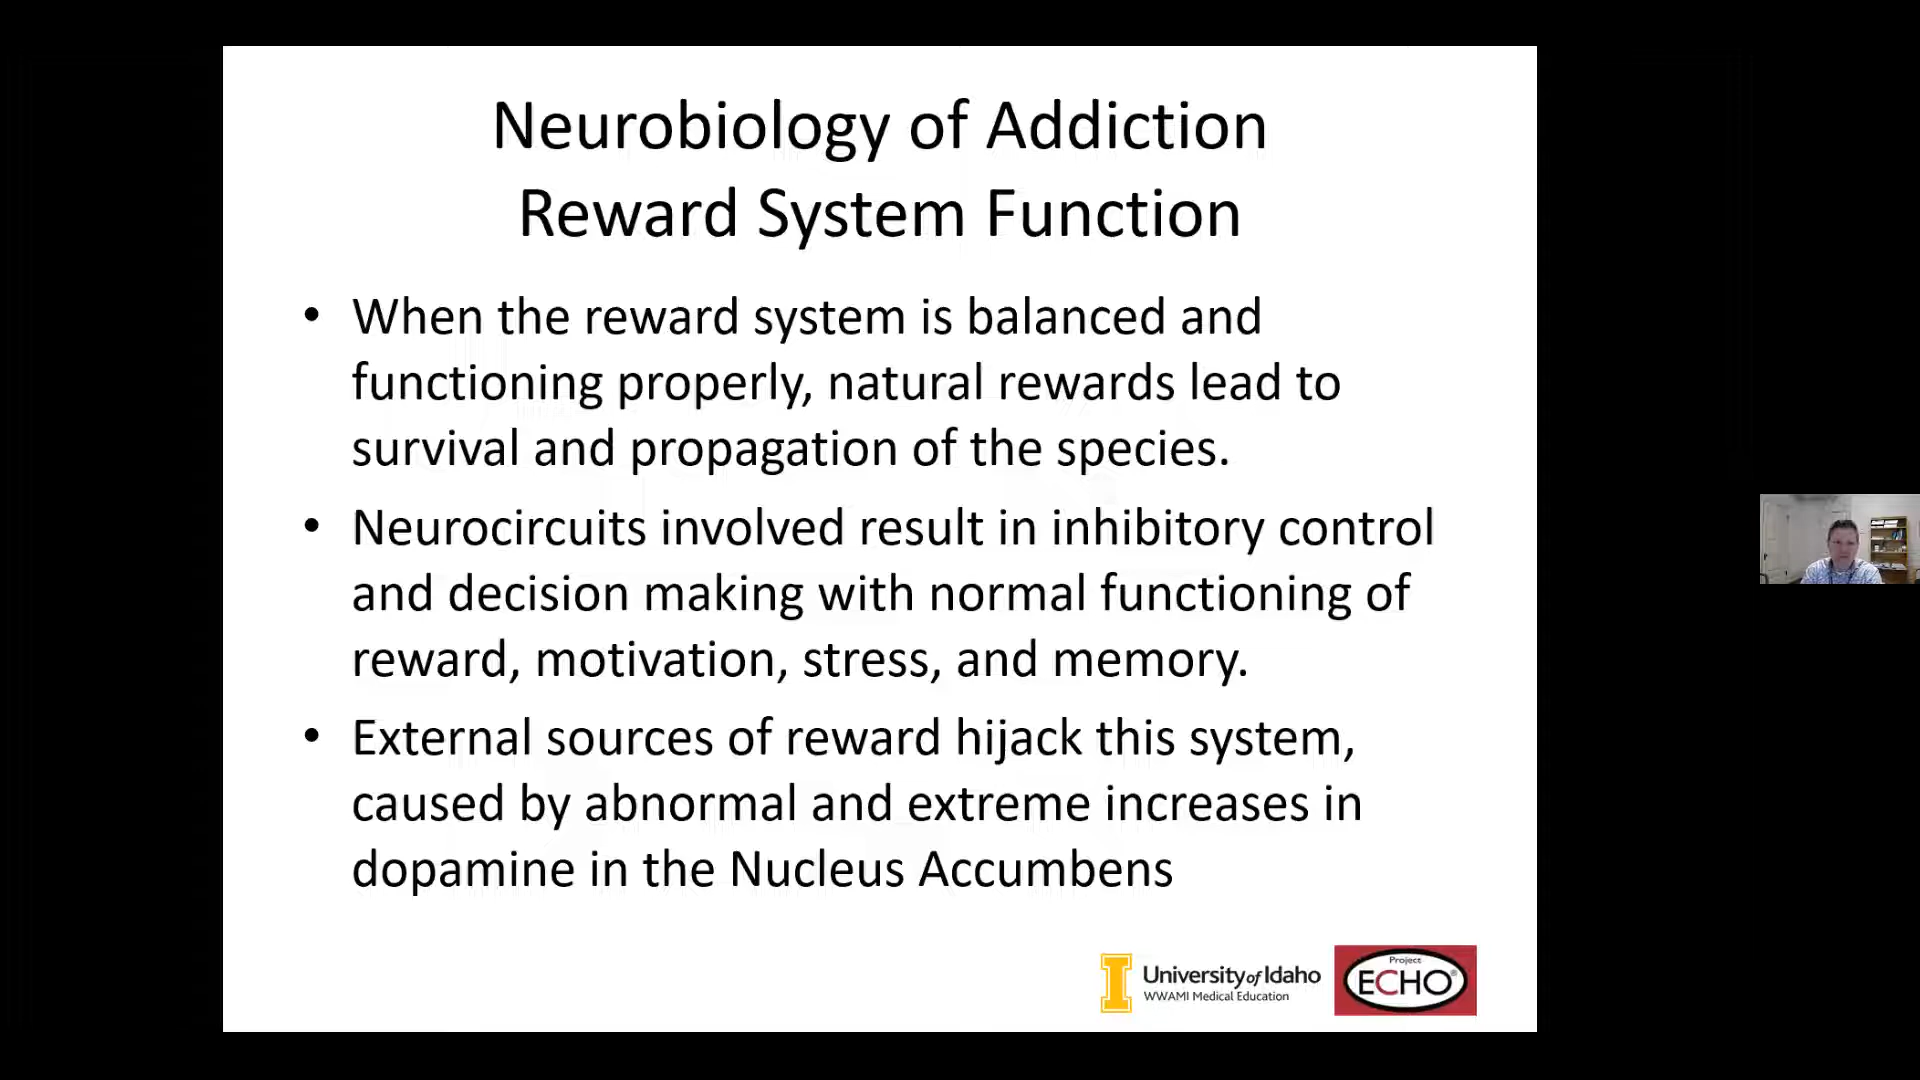 Neurobiology of Addiction
Reward System Function
• When the reward system is balanced and
functioning properly, natural rewards lead to
survival and propagation of the species.
• Neurocircuits involved result in inhibitory control
and decision making with normal functioning of
reward, motivation, stress, and memory.
• External sources of reward hijack this system,
caused by abnormal and extreme increases in
dopamine in the Nucleus Accumbens
I University of Idaho
WWAMI Medical Education
Project
ECHO®